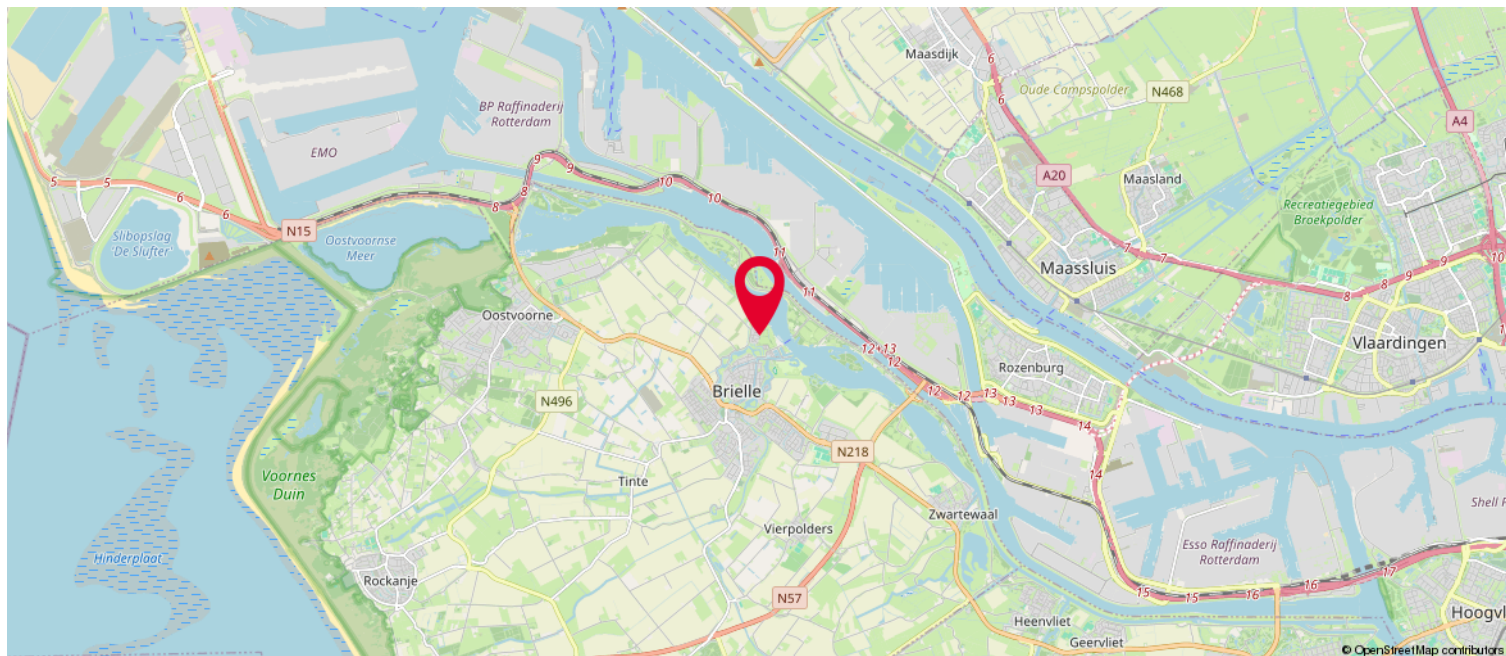 Maasdijk
6
6
Oude Campspolder
N468
A4
BP Raffinaderij
Rotterdam
EMO
9
9
10
10
8
8
5
5
6
6
N15
A20
Maasland
Recreatiegebied
Broekpolder
Slibopslag
'De Slufter'
Oostvoornse
Meer
11
11
7
7
Maassluis
8
8
9
9
10
Oostvoorne
12+13
12
12
12
13
13
13
14
14
Rozenburg
Vlaardingen
N496
Brielle
N218
Voornes
Duin
Tinte
Vierpolders
Zwartewaal
Hinderplaat
Rockanje
N57
Esso Raffinaderij
Rotterdam
Shell
15
15
16
16
17
Heenvliet
Geervliet
Hoogvl
© OpenStreetMap contributors